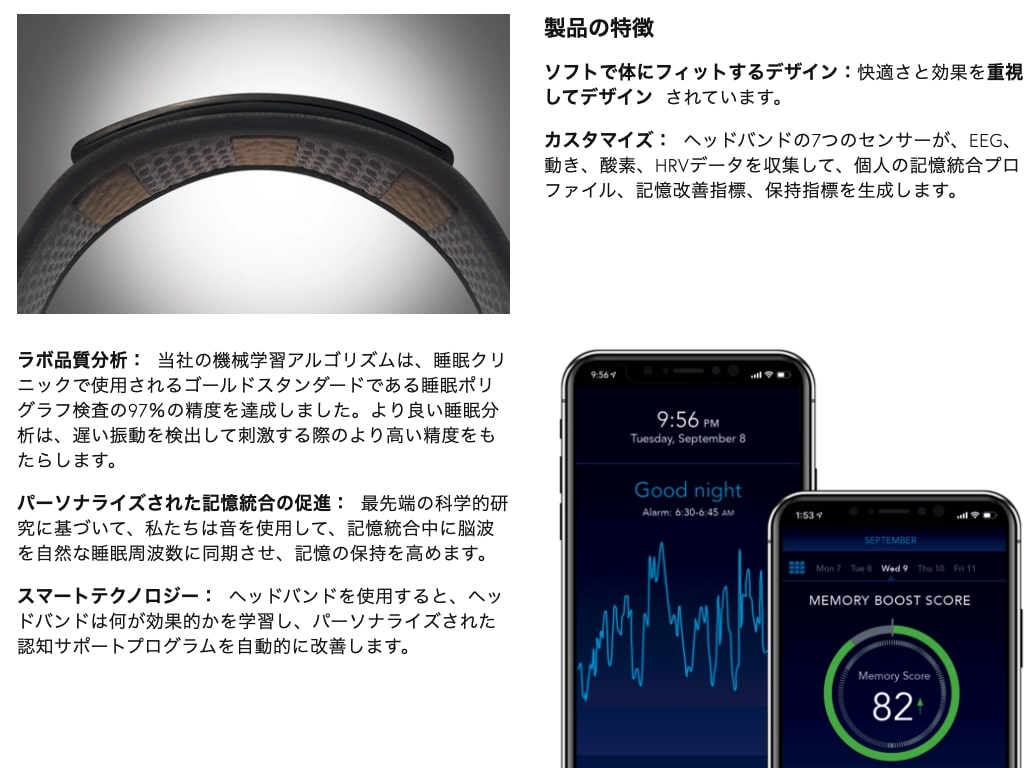 製品の特徴
ソフトで体にフィットするデザイン：快適さと効果を重視
してデザイン されています。
カスタマイズ： ヘッドバンドの7つのセンサーが、EEG、
動き、酸素、HRVデータを収集して、個人の記憶統合プロ
ファイル、記憶改善指標、保持指標を生成します。
ラボ品質分析： 当社の機械学習アルゴリズムは、睡眠クリ
ニックで使用されるゴールドスタンダードである睡眠ポリ
グラフ検査の97％の精度を達成しました。より良い睡眠分
析は、遅い振動を検出して刺激する際のより高い精度をも
たらします。
パーソナライズされた記憶統合の促進： 最先端の科学的研
究に基づいて、私たちは音を使用して、記憶統合中に脳波
を自然な睡眠周波数に同期させ、記憶の保持を高めます。
スマートテクノロジー： ヘッドバンドを使用すると、ヘッ
ドバンドは何が効果的かを学習し、パーソナライズされた
認知サポートプログラムを自動的に改善します。
9:56
9:56 PM
Tuesday, September 8
Good night
Alarm: 6:30-6:45 AM
1:53
SEPTEMBER
Mon 7 Tue 8 Wed 9 Thu 10 Fri 11
MEMORY BOOST SCORE
Memory Score
82